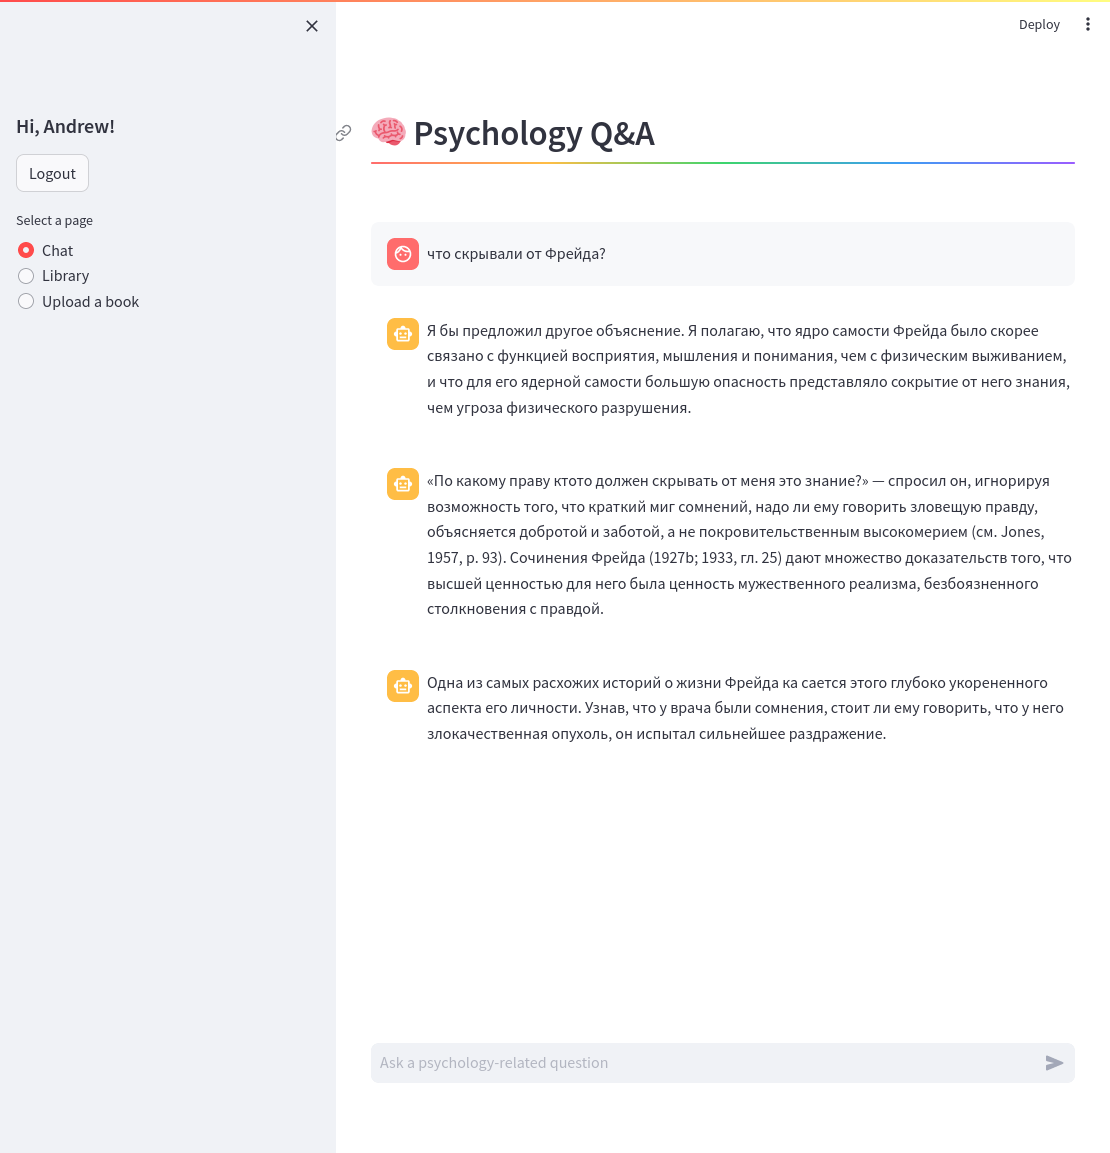 Deploy
Hi, Andrew!
Logout
Select a page
Chat
Library
Upload a book
🧠 Psychology Q&A
что скрывали от Фрейда?
Я бы предложил другое объяснение. Я полагаю, что ядро самости Фрейда было скорее
связано с функцией восприятия, мышления и понимания, чем с физическим выживанием,
и что для его ядерной самости большую опасность представляло сокрытие от него знания,
чем угроза физического разрушения.
«По какому праву ктото должен скрывать от меня это знание?» — спросил он, игнорируя
возможность того, что краткий миг сомнений, надо ли ему говорить зловещую правду,
объясняется добротой и заботой, а не покровительственным высокомерием (см. Jones,
1957, p. 93). Сочинения Фрейда (1927b; 1933, гл. 25) дают множество доказательств того, что
высшей ценностью для него была ценность мужественного реализма, безбоязненного
столкновения с правдой.
Одна из самых расхожих историй о жизни Фрейда ка сается этого глубоко укорененного
аспекта его личности. Узнав, что у врача были сомнения, стоит ли ему говорить, что у него
злокачественная опухоль, он испытал сильнейшее раздражение.
Ask a psychology-related question